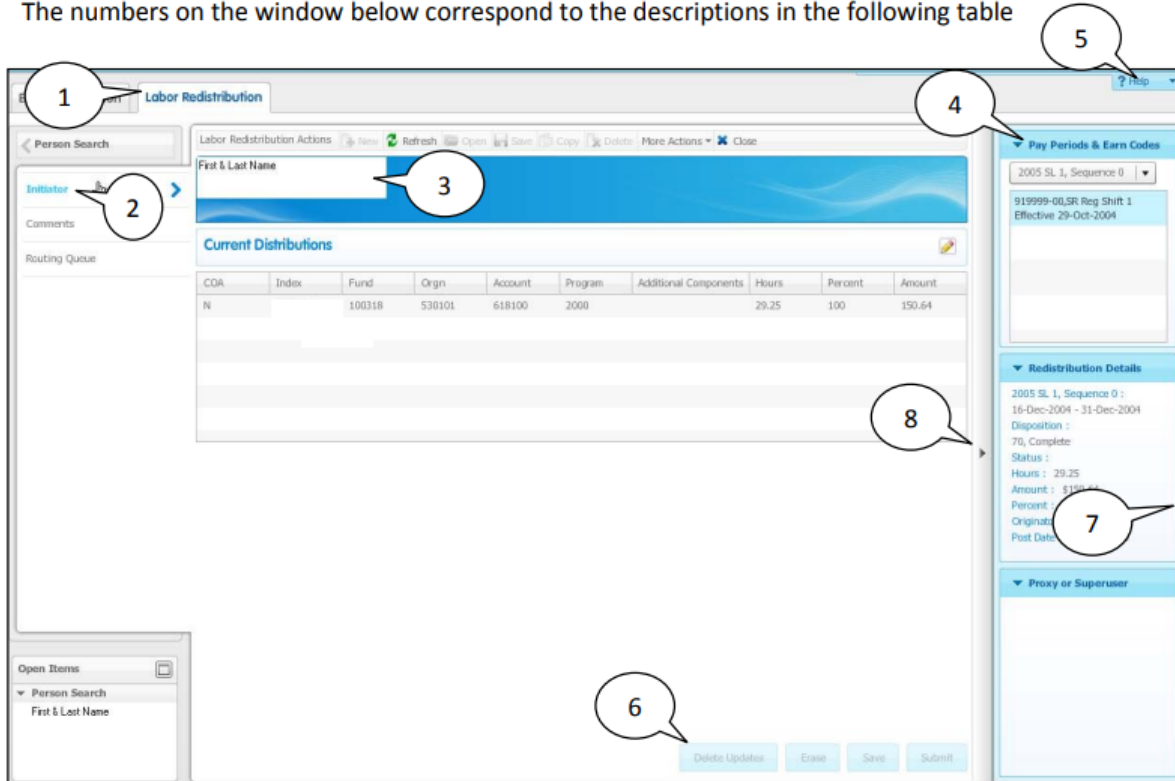 The numbers on the window below correspond to the descriptions in the following table
5
? Help
1
Labor Redistribution
4
Person Search
Labor Redistribution Actions New Refresh Open Save Copy Delete More Actions Close
Pay Periods & Earn Codes
First & Last Name
3
2005 SL 1, Sequence 0
Initiator
2
919999-00,SR Reg Shift 1
Effective 29-Oct-2004
Comments
Current Distributions
Routing Queue
COA Index Fund Orgn Account Program Additional Components Hours Percent Amount
N 100318 530101 618100 2000 29.25 100 150.64
Redistribution Details
2005 SL 1, Sequence 0 :
16-Dec-2004 - 31-Dec-2004
8
Disposition :
70, Complete
Status :
Hours : 29.25
Amount : $150.64
Percent :
7
Post Date
Proxy or Superuser
Open Items
Person Search
First & Last Name
6
Delete Updates Erase Save Submit